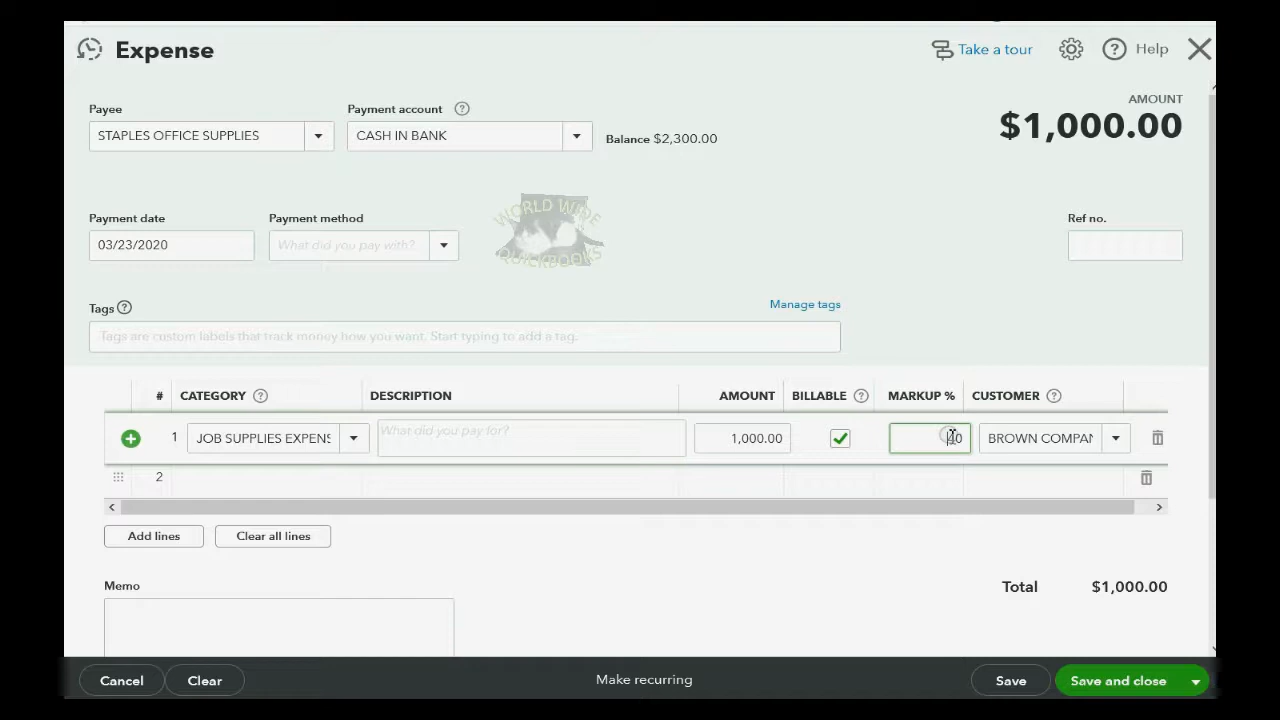 Expense
Take a tour
Help
Payee
Payment account
AMOUNT
STAPLES OFFICE SUPPLIES
CASH IN BANK
Balance $2,300.00
$1,000.00
Payment date
Payment method
Ref no.
03/23/2020
What did you pay with?
WORLD WIDE
QUICKBOOKS
Tags
Manage tags
Tags are custom labels that track money how you want. Start typing to add a tag.
# CATEGORY DESCRIPTION AMOUNT BILLABLE MARKUP % CUSTOMER
1 JOB SUPPLIES EXPENS What did you pay for? 1,000.00 BROWN COMPAN
2
Add lines
Clear all lines
Memo
Total $1,000.00
Cancel
Clear
Make recurring
Save
Save and close